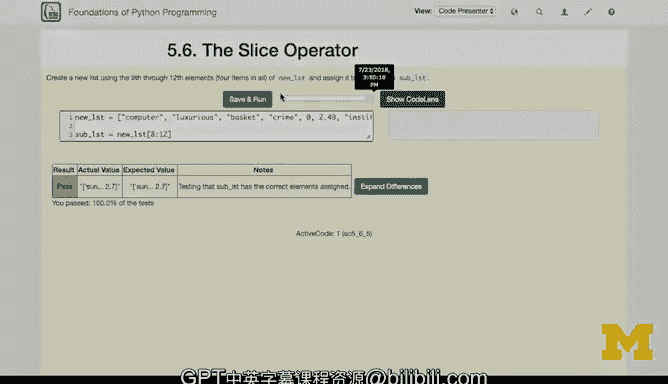 Foundations of Python Programming
View: Code Presenter
5.6. The Slice Operator
Create a new list using the 9th through 12th elements (four items in all) of new_lst and assign it t sub_lst.
7/23/2018, 3:50:18 PM
Save & Run
Show CodeLens
1 new_lst = ["computer", "luxurious", "basket", "crime", 0, 2.49, "instit
2
3 sub_lst = new_lst[8:12]
Result Actual Value Expected Value Notes
Pass "['sun... 2.7]" "['sun... 2.7]" Testing that sub_lst has the correct elements assigned. Expand Differences
You passed: 100.0% of the tests
ActiveCode: 1 (ac5_6_5)
M
GPT中英字幕课程资源@bilibili.com